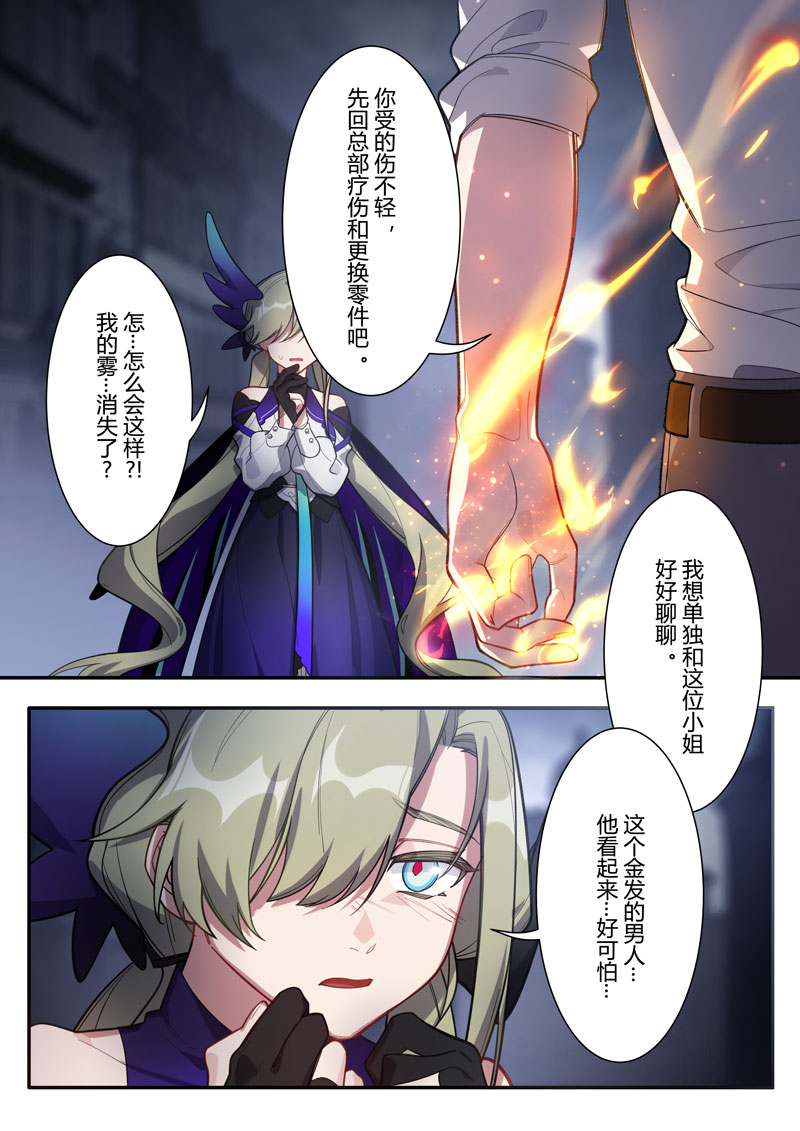 你受的伤不轻，
先回总部疗伤和更换零件吧。
怎…怎么会这样?!
我的雾…消失了?
我想单独和这位小姐
好好聊聊。
这个金发的男人…
他看起来…好可怕…